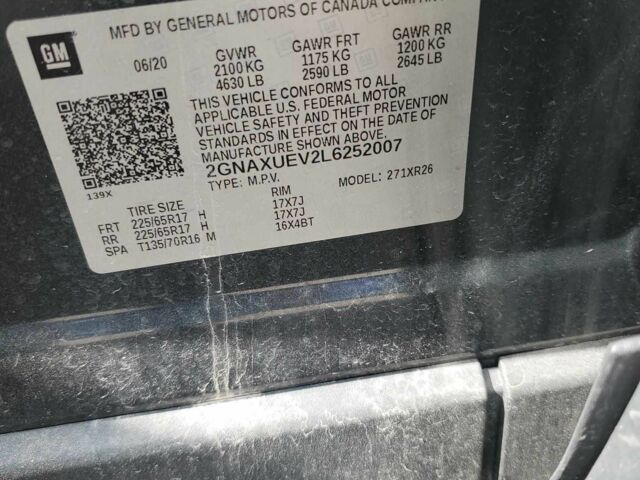 MFD BY GENERAL MOTORS OF CANADA COMPANY
GM
06/20
GVWR GAWR FRT GAWR RR
2100 KG 1175 KG 1200 KG
4630 LB 2590 LB 2645 LB
THIS VEHICLE CONFORMS TO ALL
APPLICABLE U.S. FEDERAL MOTOR
VEHICLE SAFETY AND THEFT PREVENTION
STANDARDS IN EFFECT ON THE DATE OF
MANUFACTURE SHOWN ABOVE.
2GNAXUEV2L6252007
139X
TYPE: M.P.V. MODEL: 271XR26
TIRE SIZE RIM
FRT 225/65R17 H 17X7J
RR 225/65R17 H 17X7J
SPA T135/70R16 M 16X4BT